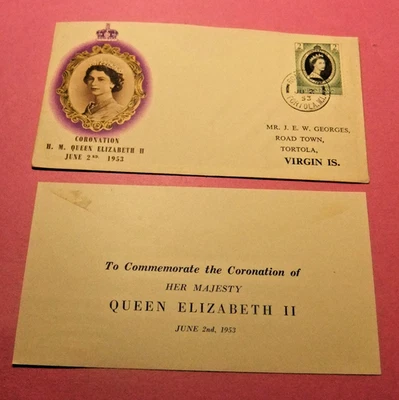 CORONATION
H. M. QUEEN ELIZABETH II
JUNE 2ND. 1953
TORTOLA
MR. J. E. W. GEORGES,
ROAD TOWN,
TORTOLA,
VIRGIN IS.
To Commemorate the Coronation of
HER MAJESTY
QUEEN ELIZABETH II
JUNE 2nd, 1953